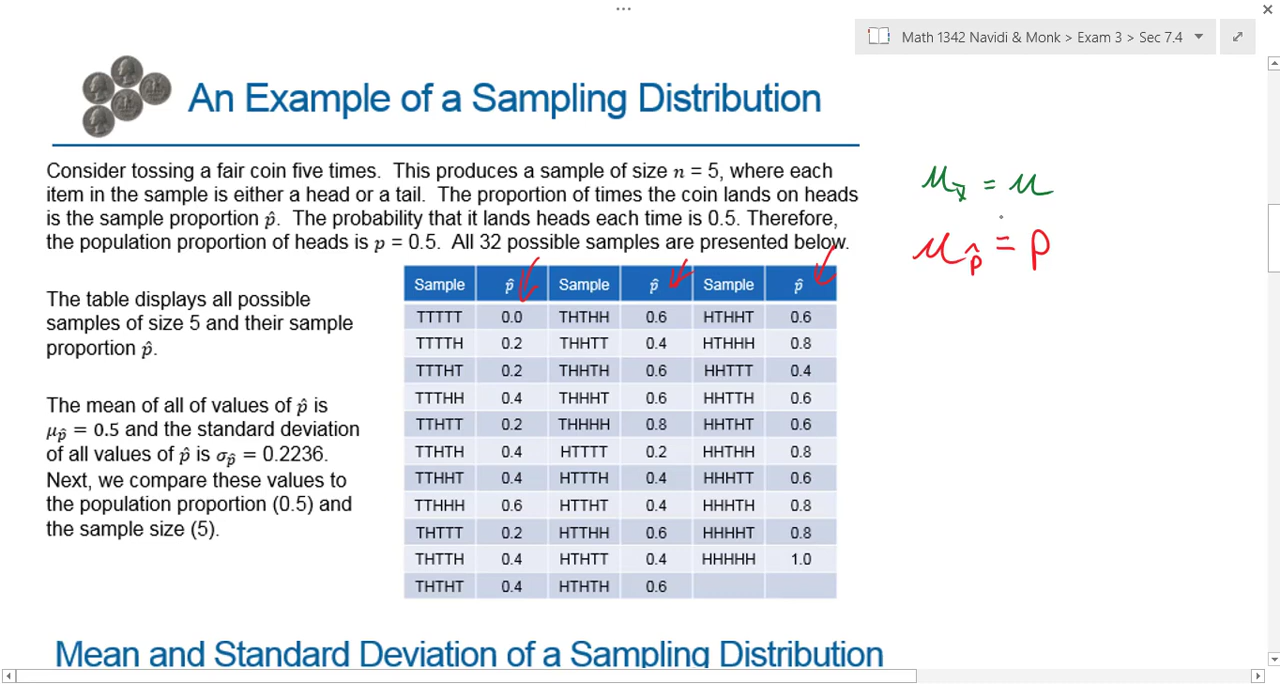 ...
×
Math 1342 Navidi & Monk > Exam 3 > Sec 7.4
An Example of a Sampling Distribution
Consider tossing a fair coin five times. This produces a sample of size n = 5, where each
item in the sample is either a head or a tail. The proportion of times the coin lands on heads
is the sample proportion p̂. The probability that it lands heads each time is 0.5. Therefore,
the population proportion of heads is p = 0.5. All 32 possible samples are presented below.
μx̄ = μ
μp̂ = p
The table displays all possible
samples of size 5 and their sample
proportion p̂.
The mean of all of values of p̂ is
μp̂ = 0.5 and the standard deviation
of all values of p̂ is σp̂ = 0.2236.
Next, we compare these values to
the population proportion (0.5) and
the sample size (5).
Sample p̂ Sample p̂ Sample p̂
TTTTT 0.0 THTHH 0.6 HTHHT 0.6
TTTTH 0.2 THHTT 0.4 HTHHH 0.8
TTTHT 0.2 THHTH 0.6 HHTTT 0.4
TTTHH 0.4 THHHT 0.6 HHTTH 0.6
TTHTT 0.2 THHHH 0.8 HHTHT 0.6
TTHTH 0.4 HTTTT 0.2 HHTHH 0.8
TTHHT 0.4 HTTTH 0.4 HHHTT 0.6
TTHHH 0.6 HTTHT 0.4 HHHTH 0.8
THTTT 0.2 HTTHH 0.6 HHHHT 0.8
THTTH 0.4 HTHTT 0.4 HHHHH 1.0
THTHT 0.4 HTHTH 0.6
Mean and Standard Deviation of a Sampling Distribution